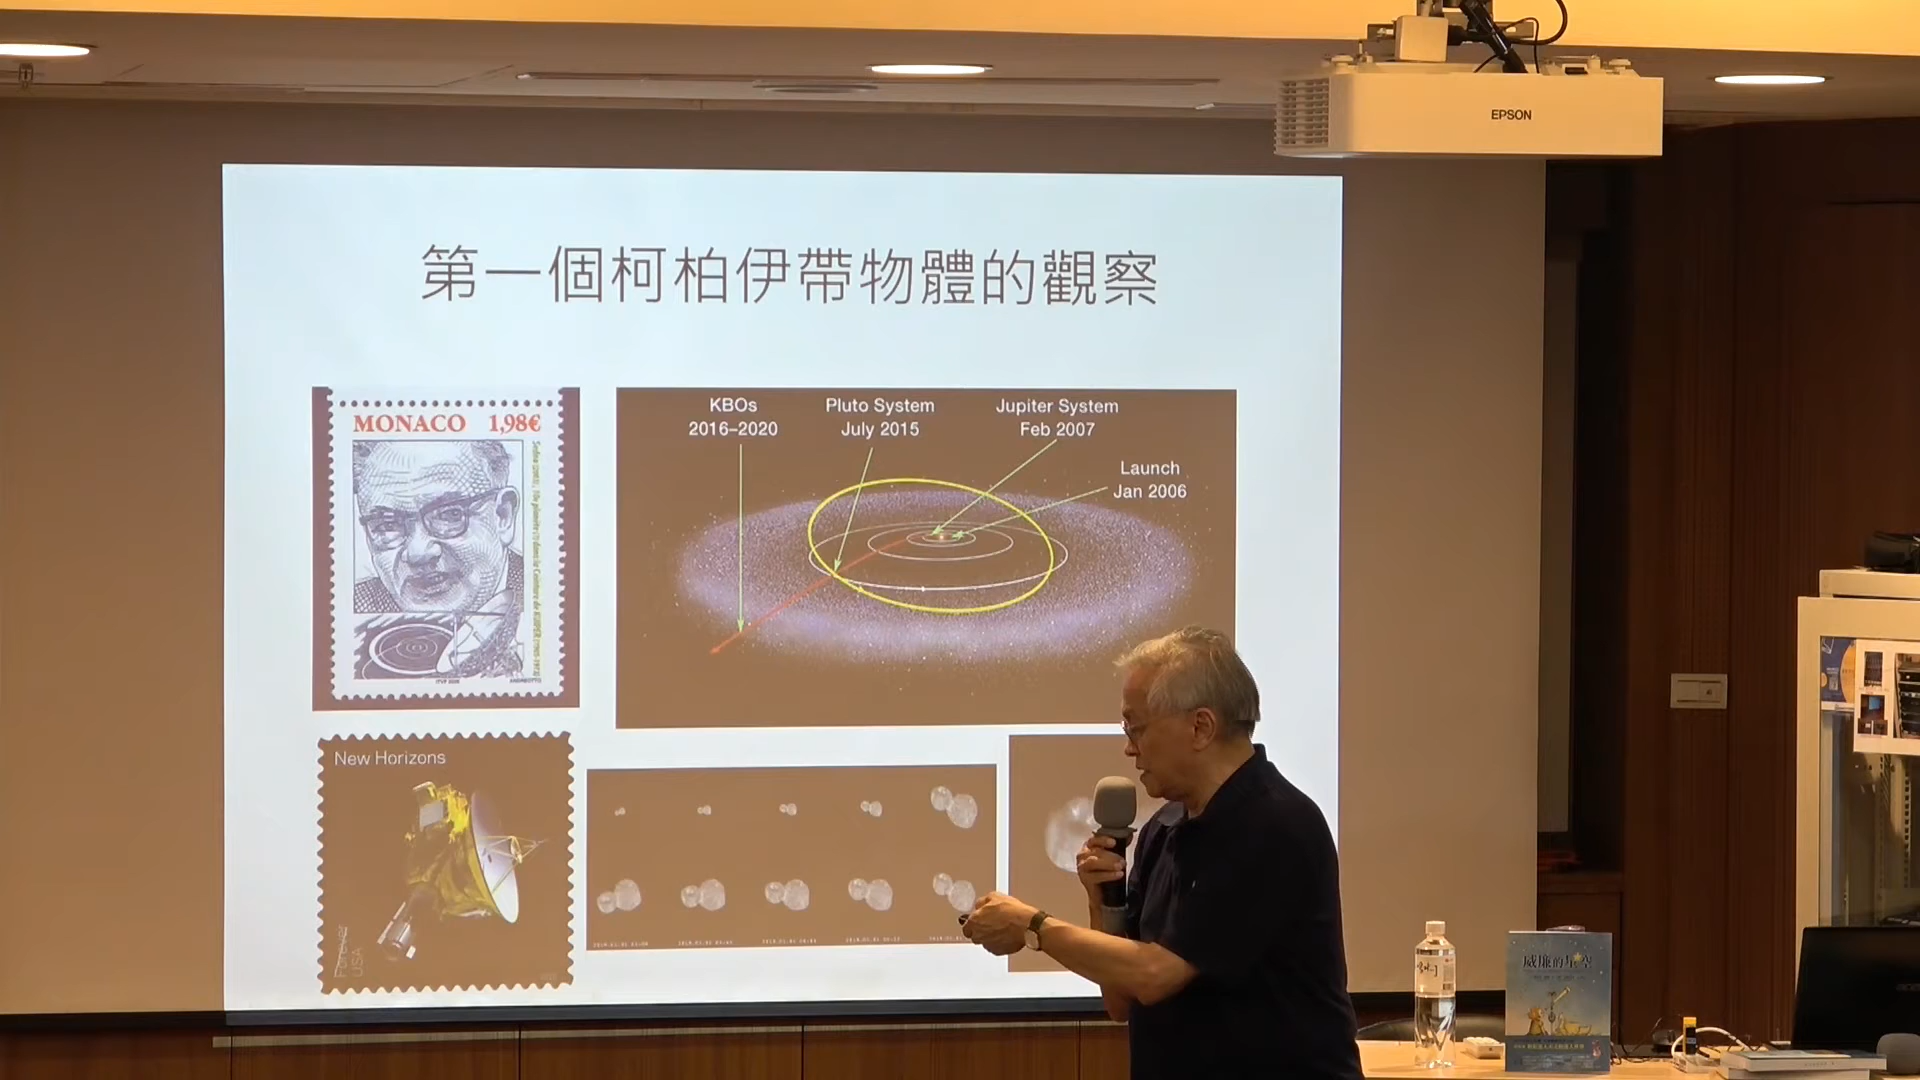 EPSON
第一個柯柏伊帶物體的觀察
MONACO 1,98€
KBOs
2016–2020
Pluto System
July 2015
Jupiter System
Feb 2007
Launch
Jan 2006
New Horizons
Forever
USA
威廉的星空